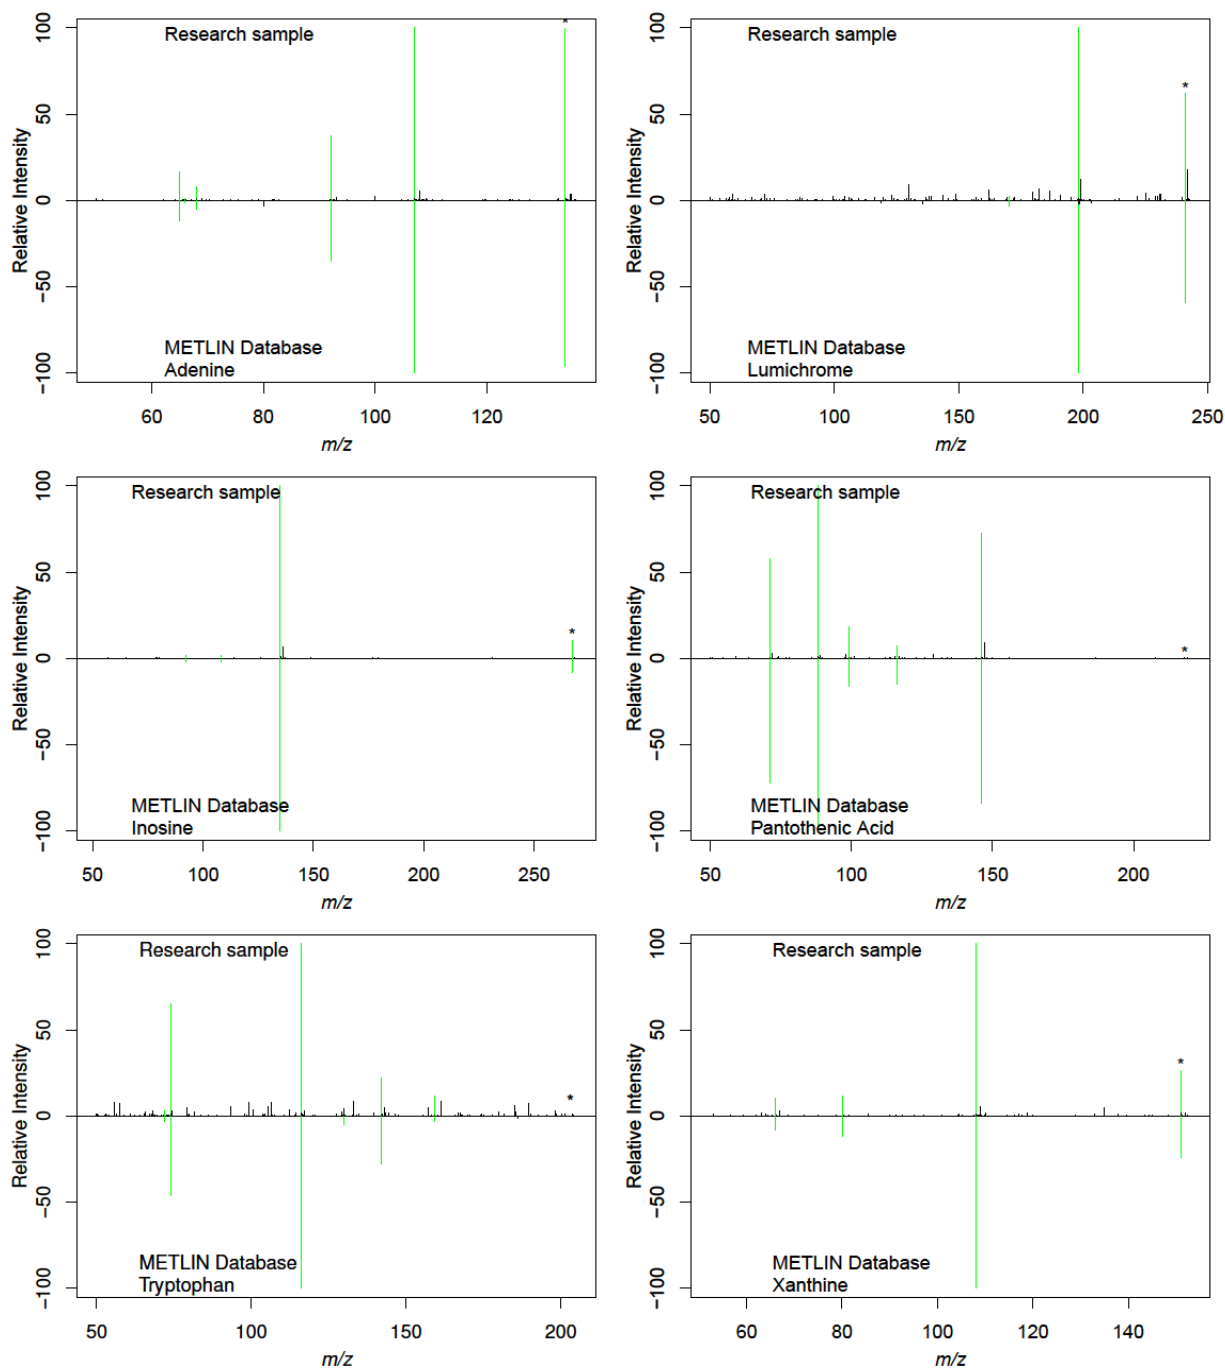 Research sample
*
100
50
0
−50
−100
Relative Intensity
METLIN Database
Adenine
60 80 100 120
m/z
Research sample
*
100
50
0
−50
−100
Relative Intensity
METLIN Database
Lumichrome
50 100 150 200 250
m/z
Research sample
*
100
50
0
−50
−100
Relative Intensity
METLIN Database
Inosine
50 100 150 200 250
m/z
Research sample
*
100
50
0
−50
−100
Relative Intensity
METLIN Database
Pantothenic Acid
50 100 150 200
m/z
Research sample
*
100
50
0
−50
−100
Relative Intensity
METLIN Database
Tryptophan
50 100 150 200
m/z
Research sample
*
100
50
0
−50
−100
Relative Intensity
METLIN Database
Xanthine
60 80 100 120 140
m/z